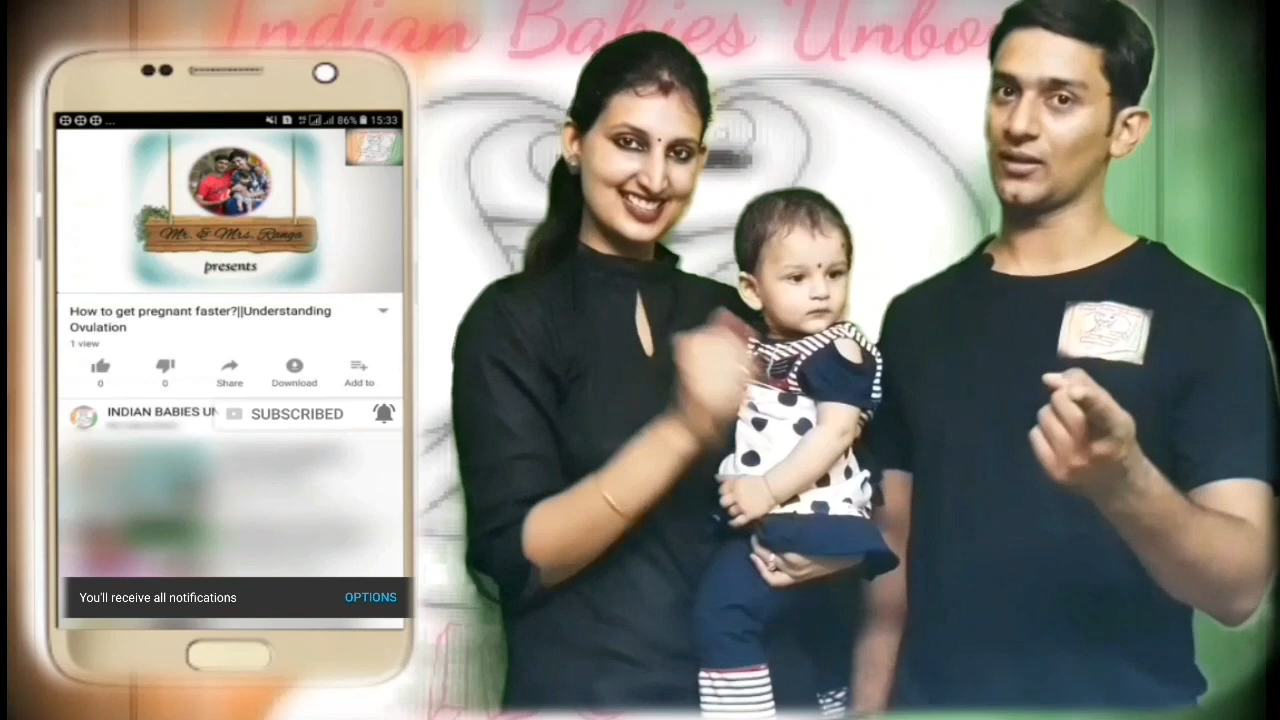 Indian Babies Unbo
86% 15:33
Mr. & Mrs. Ranga
presents
How to get pregnant faster?||Understanding
Ovulation
1 view
0
0
Share
Download
Add to
INDIAN BABIES UN
SUBSCRIBED
You'll receive all notifications
OPTIONS